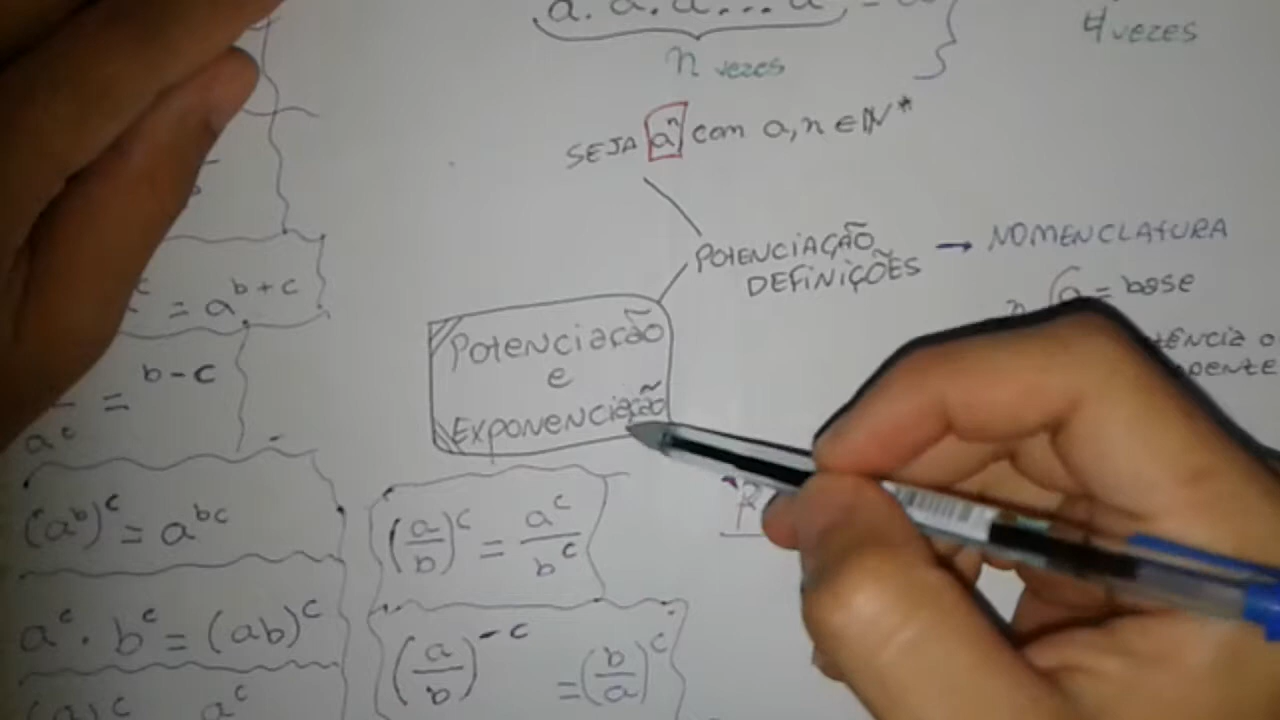 a. a. a... a
n vezes
4 vezes
SEJA aⁿ com a, n ∈ ℕ*
POTENCIAÇÃO
DEFINIÇÕES → NOMENCLATURA
a = base
= a^{b+c}
Potenciação
e
Exponenciação
= ^{b-c}
a^c
(a^b)^c = a^{bc}
(a/b)^c = a^c/b^c
a^c · b^c = (ab)^c
(a/b)^{-c} = (b/a)^c
a^c